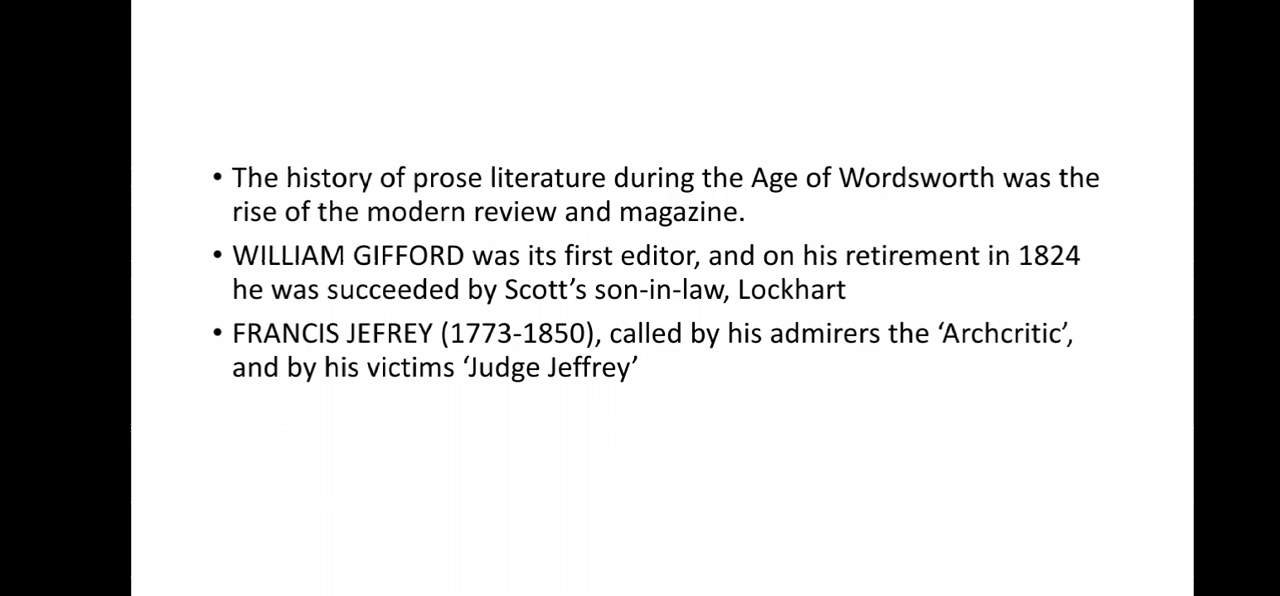 • The history of prose literature during the Age of Wordsworth was the
rise of the modern review and magazine.
• WILLIAM GIFFORD was its first editor, and on his retirement in 1824
he was succeeded by Scott's son-in-law, Lockhart
• FRANCIS JEFREY (1773-1850), called by his admirers the ‘Archcritic’,
and by his victims ‘Judge Jeffrey’